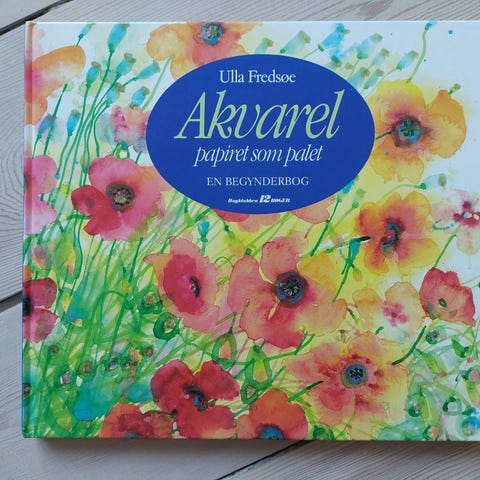 Ulla Fredsøe
Akvarel
papiret som palet
EN BEGYNDERBOG
Bogklubben 12 BØGER